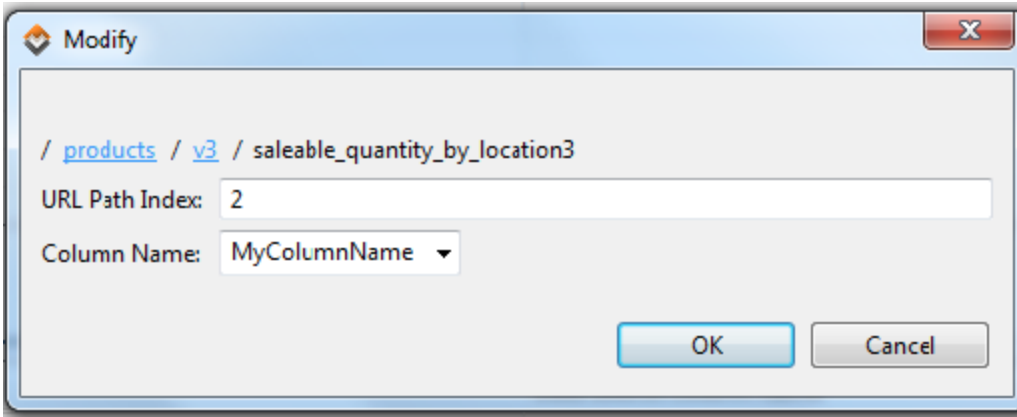 Modify
/ products / v3 / saleable_quantity_by_location3
URL Path Index: 2
Column Name: MyColumnName
OK Cancel